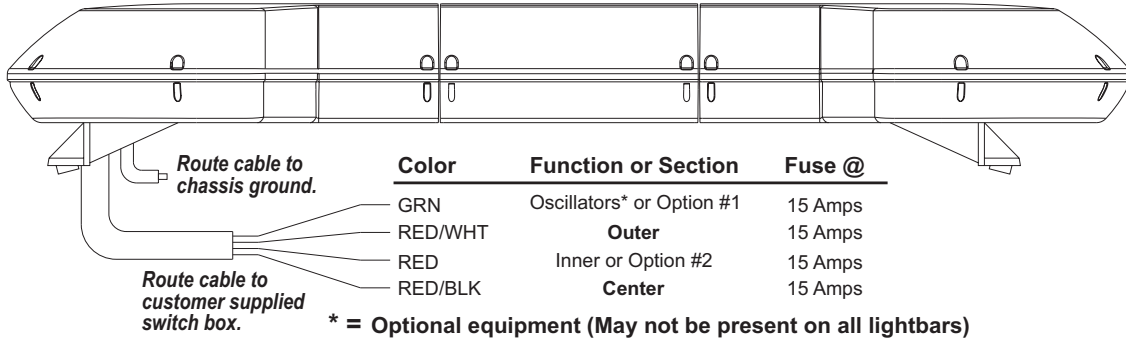 Route cable to
chassis ground.
Color Function or Section Fuse @
GRN Oscillators* or Option #1 15 Amps
RED/WHT Outer 15 Amps
RED Inner or Option #2 15 Amps
RED/BLK Center 15 Amps
Route cable to
customer supplied
switch box.
* = Optional equipment (May not be present on all lightbars)